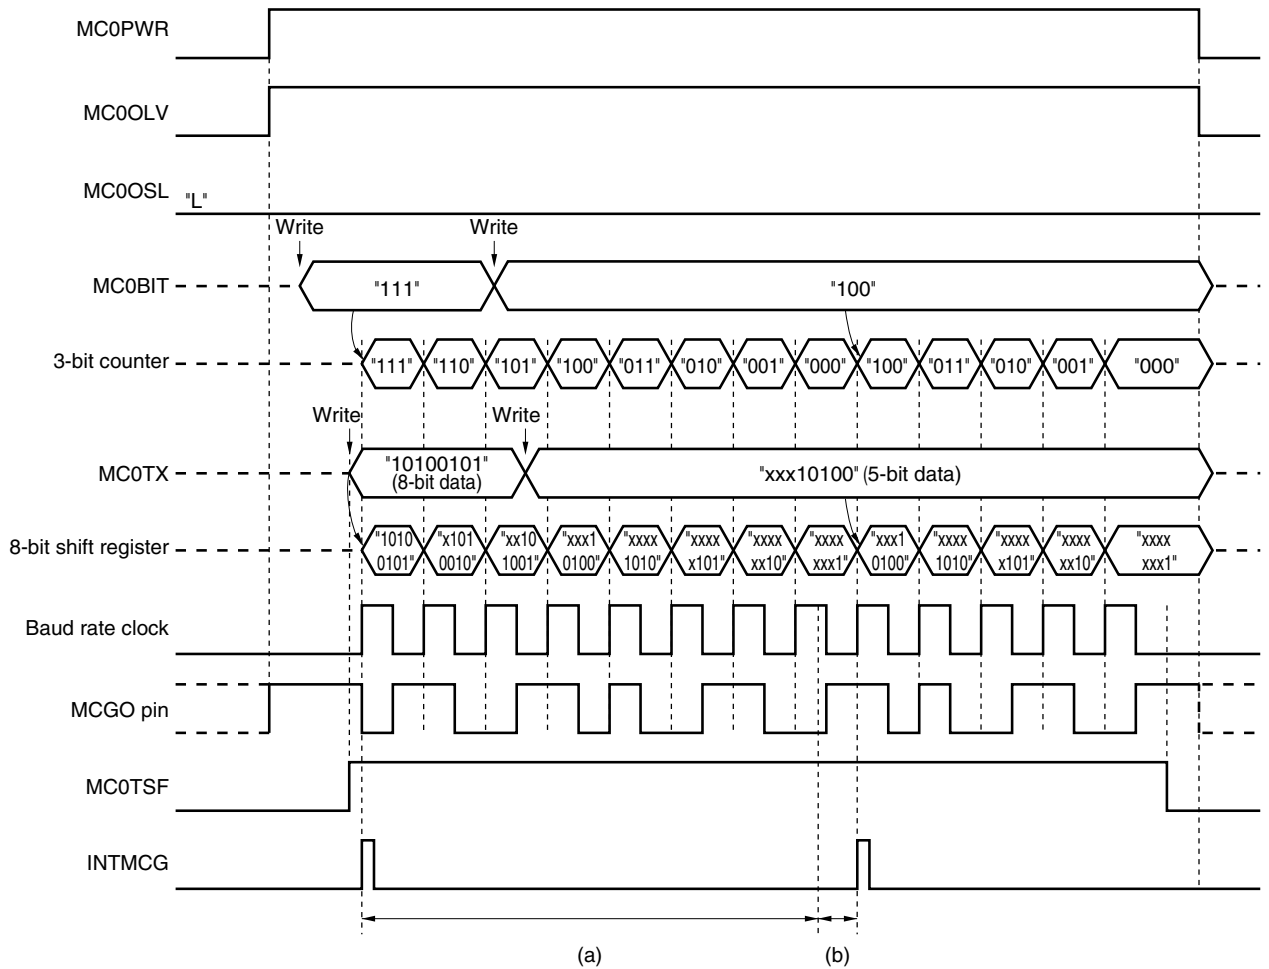 MC0PWR
MC0OLV
MC0OSL "L"
Write Write
MC0BIT "111" "100"
3-bit counter "111" "110" "101" "100" "011" "010" "001" "000" "100" "011" "010" "001" "000"
Write Write
MC0TX "10100101" "xxx10100" (5-bit data)
(8-bit data)
8-bit shift register "1010 "x101 "xx10 "xxx1 "xxxx "xxxx "xxxx "xxxx "xxx1 "xxxx "xxxx "xxxx "xxxx
0101" 0010" 1001" 0100" 1010" x101" xx10" xxx1" 0100" 1010" x101" xx10" xxx1"
Baud rate clock
MCGO pin
MC0TSF
INTMCG
(a) (b)